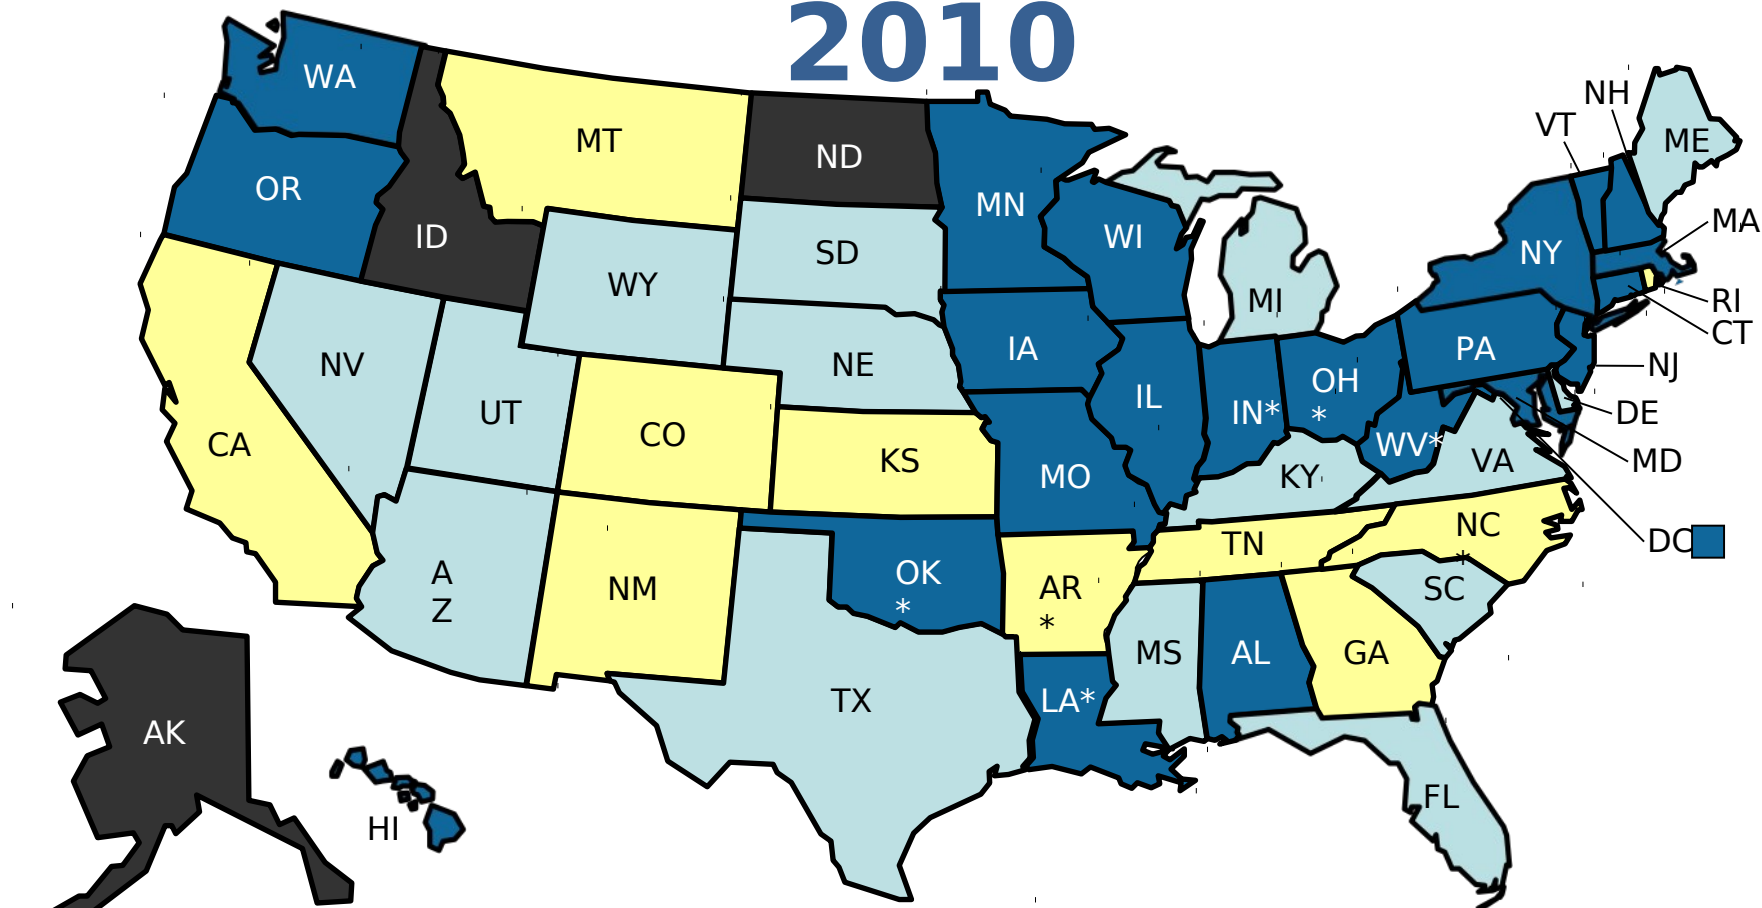 2010
WA
NH
VT
MT
ME
ND
OR
MN
MA
ID
WI
NY
SD
WY
MI
RI
CT
IA
PA
NV
NE
NJ
OH
*
UT
IL
IN*
DE
CO
CA
WV*
KS
VA
MD
MO
KY
NC
*
DC
TN
A
Z
NM
OK
*
AR
*
SC
MS
AL
GA
TX
LA*
AK
FL
HI